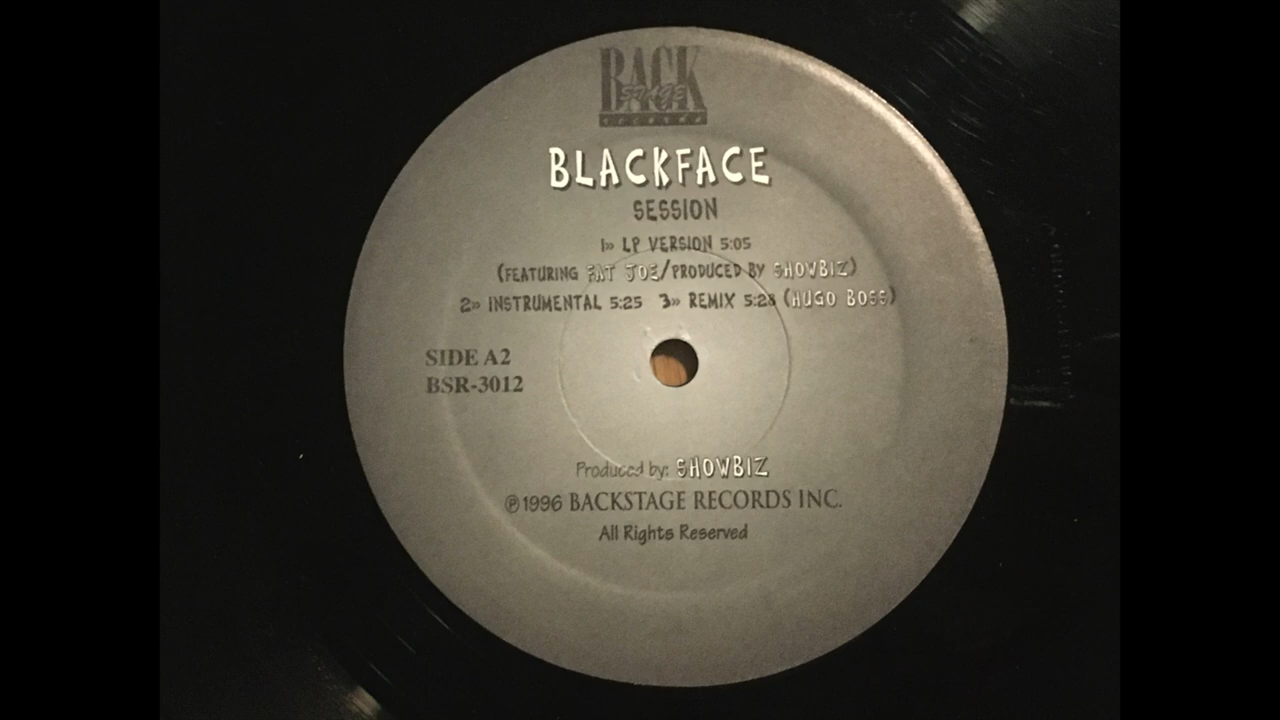 BACK
STAGE
RECORDS
BLACKFACE
SESSION
1» LP VERSION 5:05
(FEATURING FAT JOE/PRODUCED BY SHOWBIZ)
2» INSTRUMENTAL 5:25 3» REMIX 5:28 (HUGO BOSS)
SIDE A2
BSR-3012
Produced by: SHOWBIZ
℗ 1996 BACKSTAGE RECORDS INC.
All Rights Reserved